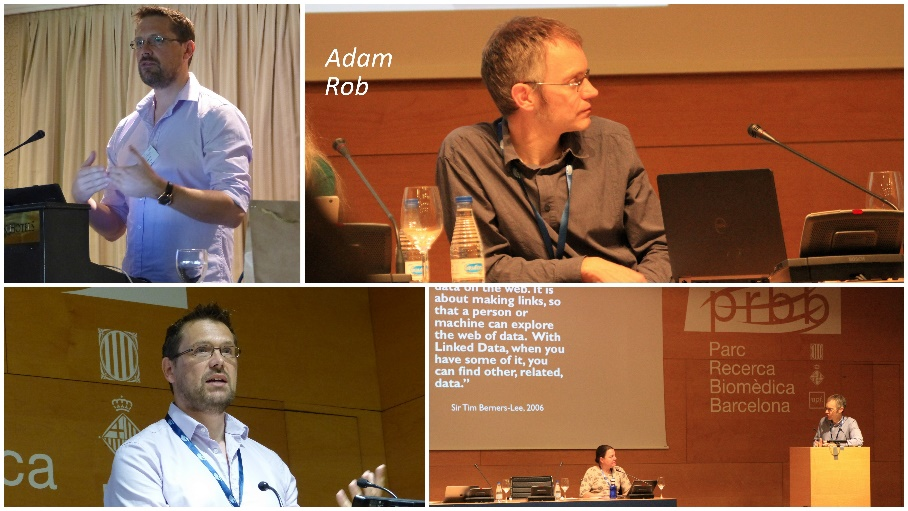 Adam
Rob
ca
data on the web. It is
about making links, so
that a person or
machine can explore
the web of data. With
Linked Data, when you
have some of it, you
can find other, related,
data.”
Sir Tim Berners-Lee, 2006
prbb
Parc
Recerca
Biomèdica
Barcelona